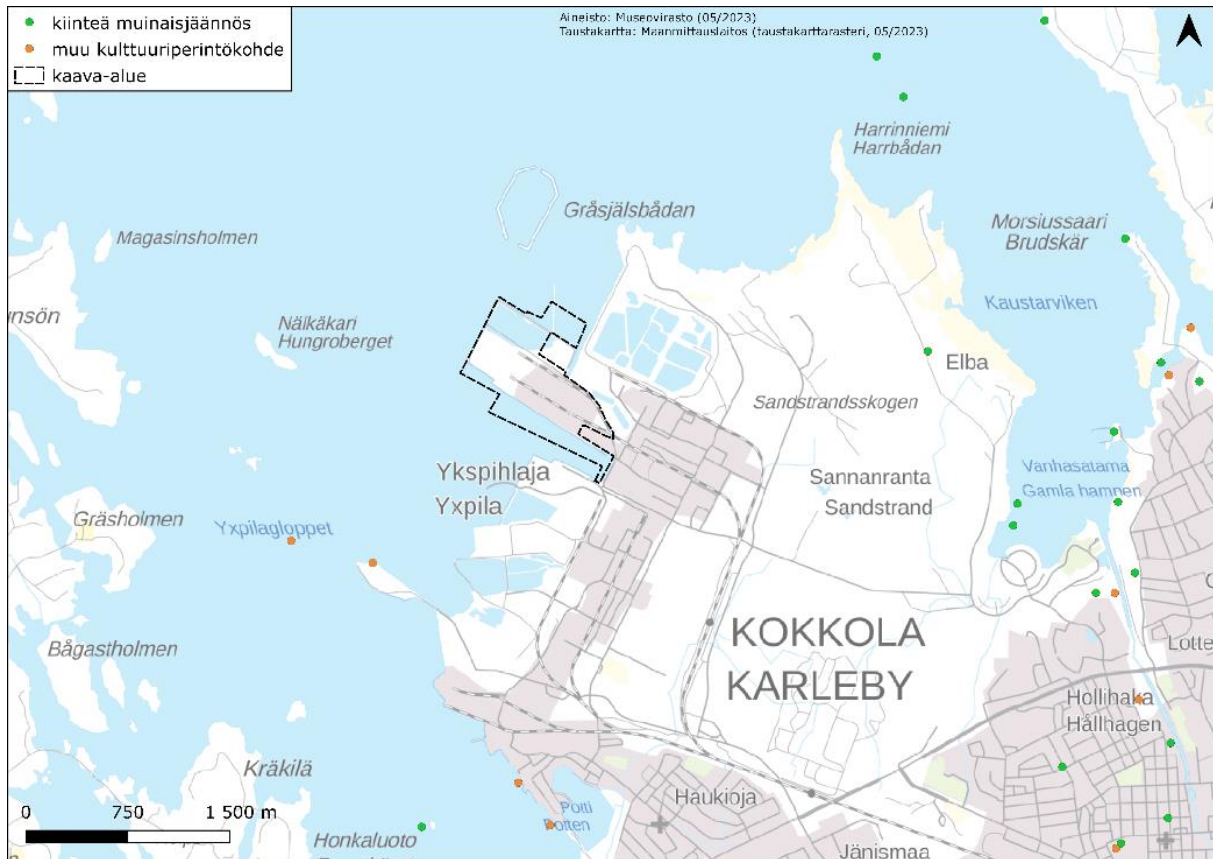 kiinteä muinaisjäännös
muu kulttuuriperintökohde
kaava-alue
Aineisto: Museovirasto (05/2023)
Taustakartta: Maanmittauslaitos (taustakarttarasteri, 05/2023)
Harrinniemi
Harrbådan
Gråsjälsbådan
Magasinsholmen
Morsiussaari
Brudskär
Kaustarviken
Nälkäkari
Hungroberget
Elba
Sandstrandsskogen
Ykspihlaja
Yxpila
Sannanranta
Sandstrand
Vanhasatama
Gamla hamnen
Gräsholmen
Yxpilagloppet
KOKKOLA
KARLEBY
Bågastholmen
Hollihaka
Hållhagen
Kräkilä
Haukioja
Potti
Potten
0 750 1 500 m
Honkaluoto
Jänismaa